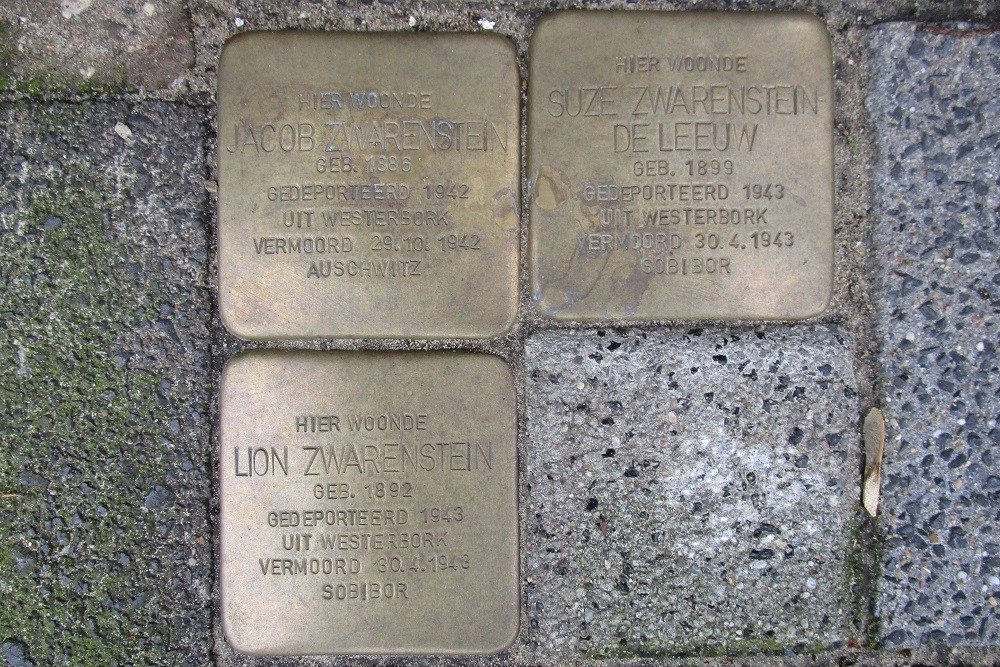 HIER WOONDE
JACOB ZWARENSTEIN
GEB. 1886
GEDEPORTEERD 1942
UIT WESTERBORK
VERMOORD 29.10.1942
AUSCHWITZ
HIER WOONDE
SUZE ZWARENSTEIN-
DE LEEUW
GEB. 1899
GEDEPORTEERD 1943
UIT WESTERBORK
VERMOORD 30.4.1943
SOBIBOR
HIER WOONDE
LION ZWARENSTEIN
GEB. 1892
GEDEPORTEERD 1943
UIT WESTERBORK
VERMOORD 30.4.1943
SOBIBOR